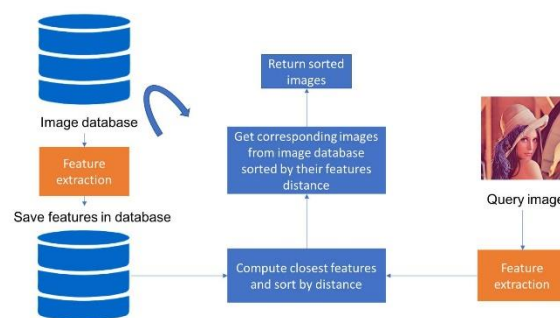 Return sorted
images
Image database
Get corresponding images
from image database
sorted by their features
distance
Feature
extraction
Query image
Save features in database
Compute closest features
and sort by distance
Feature
extraction